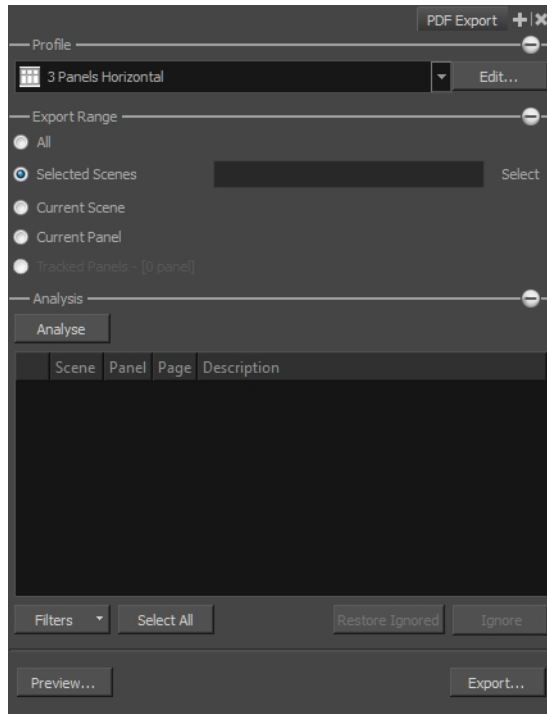 PDF Export
Profile
3 Panels Horizontal
Edit...
Export Range
All
Selected Scenes
Select
Current Scene
Current Panel
Tracked Panels - [0 panel]
Analysis
Analyse
Scene Panel Page Description
Filters Select All Restore Ignored Ignore
Preview... Export...